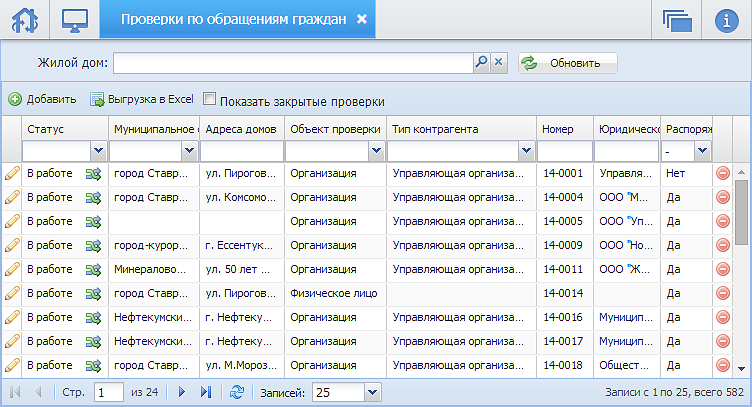 Проверки по обращениям граждан
Жилой дом: Обновить
Добавить Выгрузка в Excel Показать закрытые проверки
Статус Муниципальное о Адреса домов Объект проверки Тип контрагента Номер Юридическо Распоряж
-
В работе город Ставр... ул. Пирогов... Организация Управляющая организа... 14-0001 Управля... Нет
В работе город Ставр... ул. Комсомо... Организация Управляющая организа... 14-0004 ООО "М... Да
В работе Организация Управляющая организа... 14-0005 ООО "Уп... Да
В работе город-курор... г. Ессентук... Организация Управляющая организа... 14-0009 ООО "Но... Да
В работе Минералово... ул. 50 лет ... Организация Управляющая организа... 14-0011 ООО "Ж... Да
В работе город Ставр... ул. Пирогов... Физическое лицо 14-0014 Да
В работе Нефтекумски... г. Нефтеку... Организация Управляющая организа... 14-0016 Муницип... Да
В работе Нефтекумски... г. Нефтеку... Организация Управляющая организа... 14-0017 Муницип... Да
В работе город Ставр... ул. М.Мороз... Организация Управляющая организа... 14-0018 Общест... Да
Стр. 1 из 24 Записей: 25 Записи с 1 по 25, всего 582